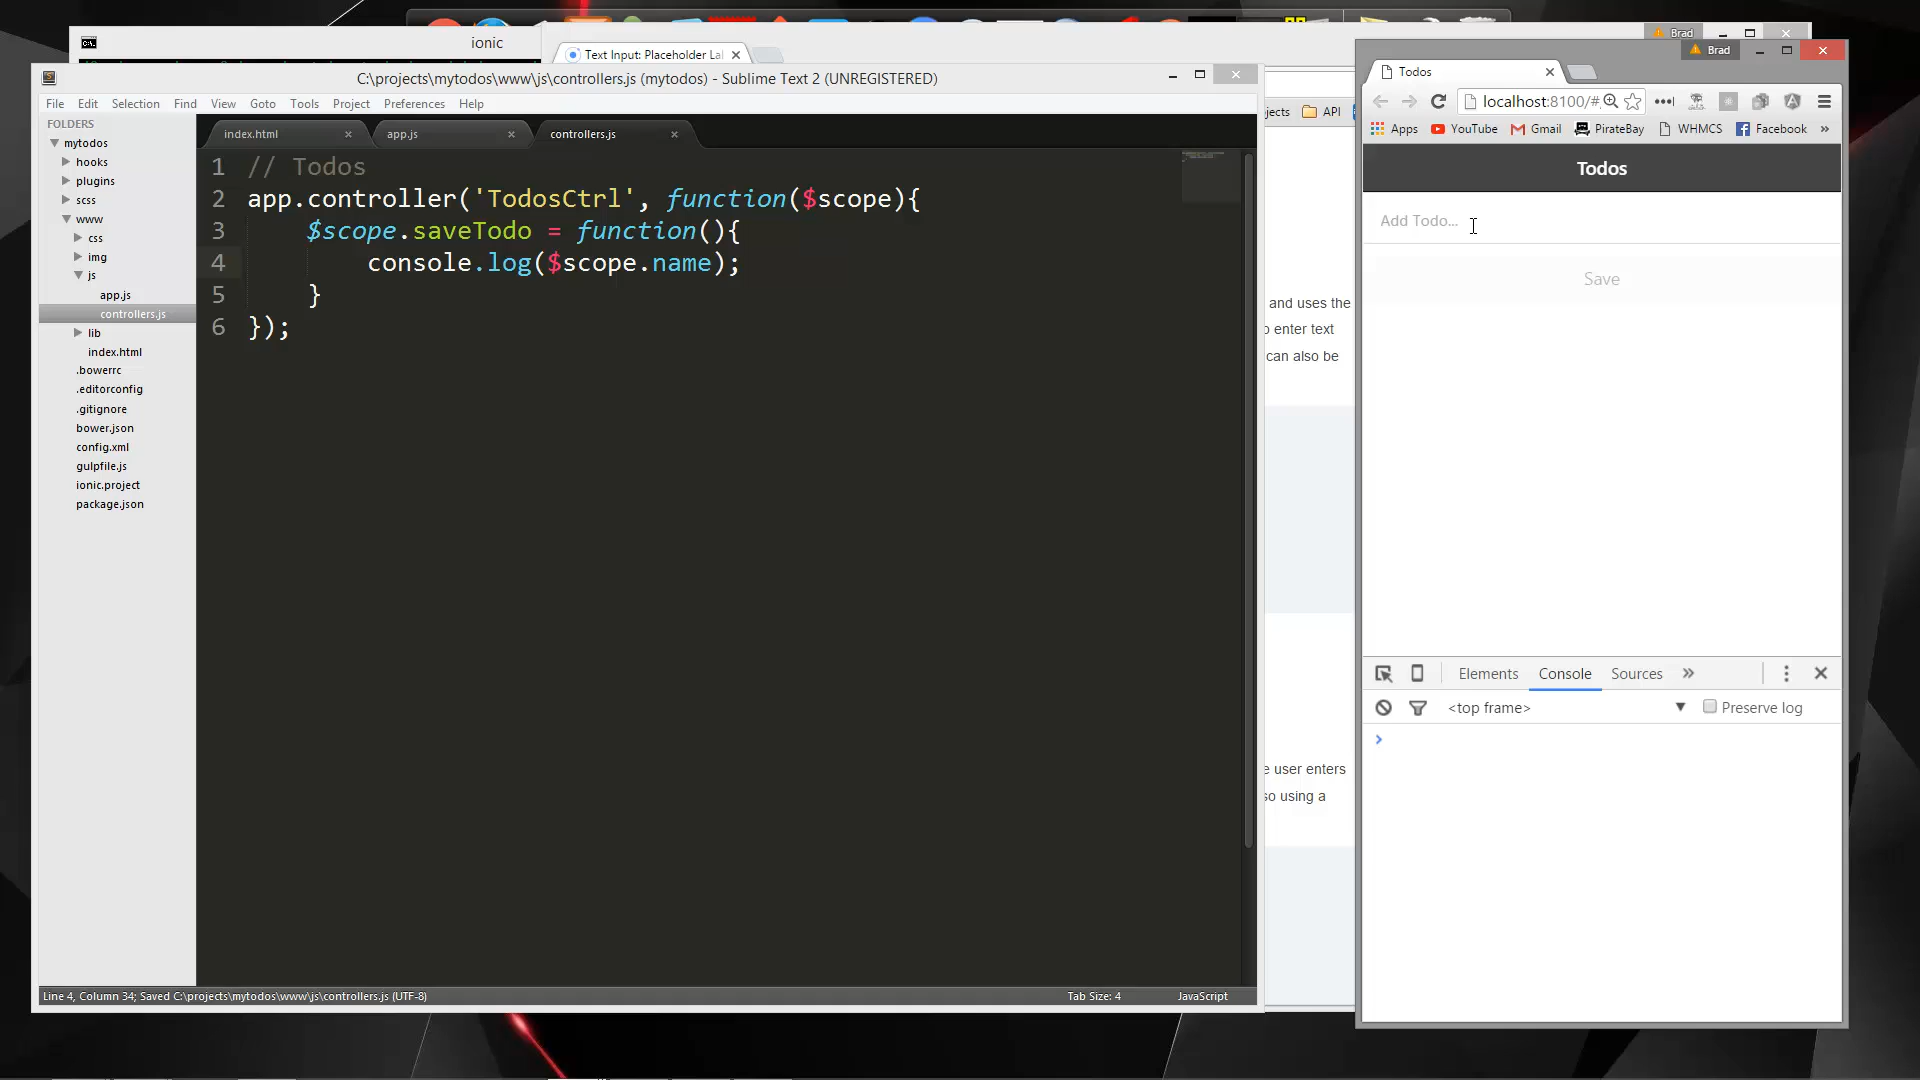 ionic
Text Input: Placeholder Lal
Brad
C:\projects\mytodos\www\js\controllers.js (mytodos) - Sublime Text 2 (UNREGISTERED)
File Edit Selection Find View Goto Tools Project Preferences Help
FOLDERS
mytodos
hooks
plugins
scss
www
css
img
js
app.js
controllers.js
lib
index.html
.bowerrc
.editorconfig
.gitignore
bower.json
config.xml
gulpfile.js
ionic.project
package.json
index.html
app.js
controllers.js
1 // Todos
2 app.controller('TodosCtrl', function($scope){
3 $scope.saveTodo = function(){
4 console.log($scope.name);
5 }
6 });
Line 4, Column 34; Saved C:\projects\mytodos\www\js\controllers.js (UTF-8)
Tab Size: 4
JavaScript
jects API
and uses the
o enter text
can also be
e user enters
so using a
Brad
Todos
localhost:8100/#
Apps YouTube Gmail PirateBay WHMCS Facebook »
Todos
Add Todo...
Save
Elements Console Sources »
<top frame> ▼ Preserve log
>